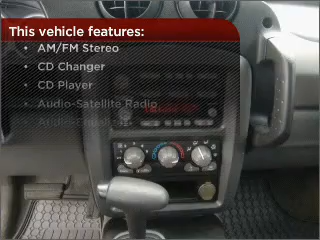 This vehicle features:
• AM/FM Stereo
• CD Changer
• CD Player
• Audio-Satellite Radio